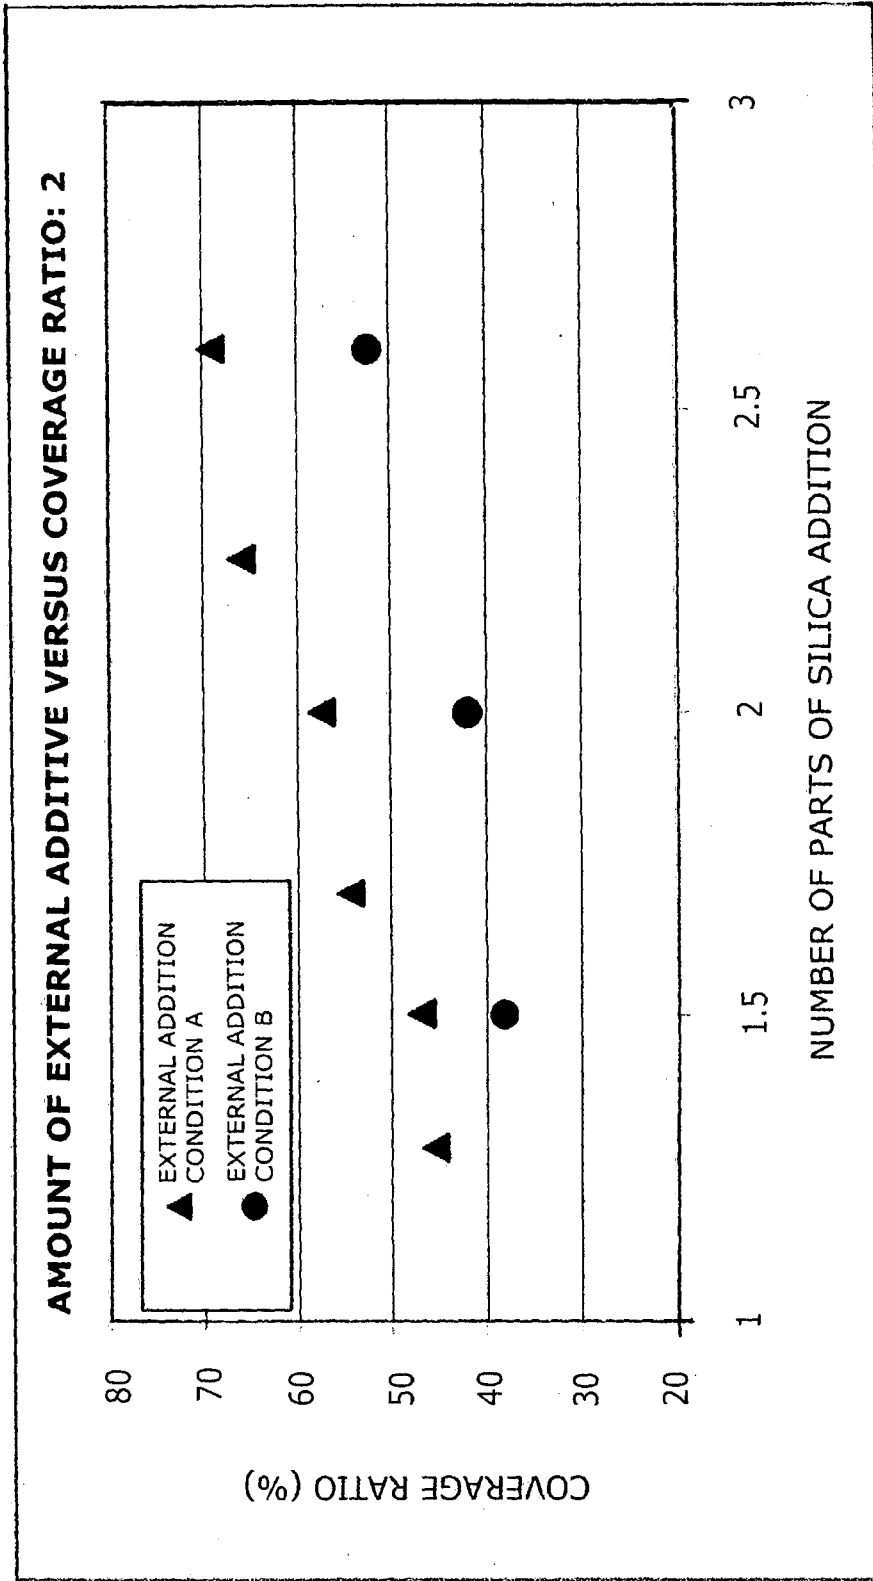 AMOUNT OF EXTERNAL ADDITIVE VERSUS COVERAGE RATIO: 2
EXTERNAL ADDITION
CONDITION A
EXTERNAL ADDITION
CONDITION B
COVERAGE RATIO (%)
80
70
60
50
40
30
20
1
1.5
2
2.5
3
NUMBER OF PARTS OF SILICA ADDITION